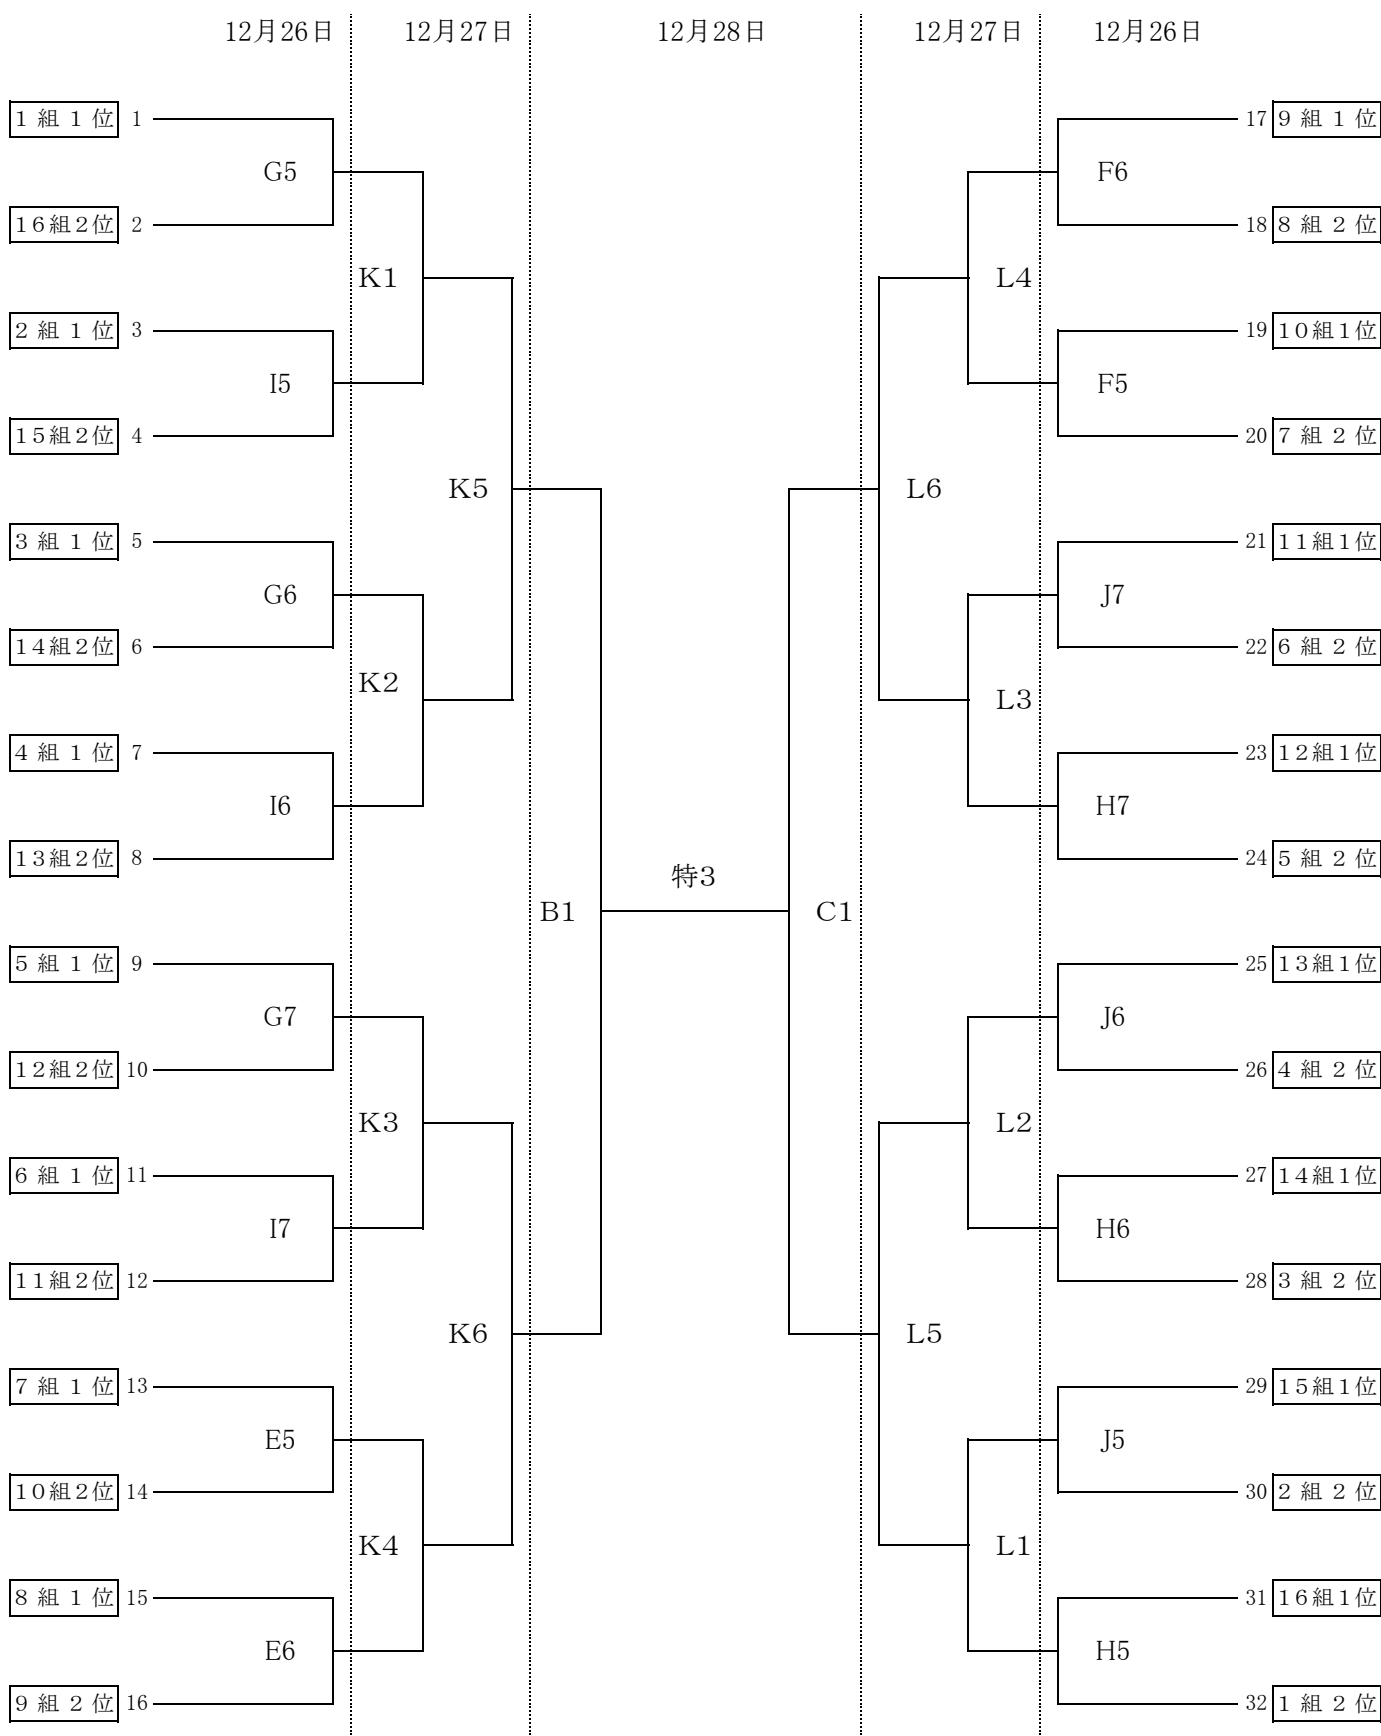 12月26日 12月27日 12月28日 12月27日 12月26日
1組1位 1 17 9組1位
G5 F6
16組2位 2 18 8組2位
K1 L4
2組1位 3 19 10組1位
I5 F5
15組2位 4 20 7組2位
K5 L6
3組1位 5 21 11組1位
G6 J7
14組2位 6 22 6組2位
K2 L3
4組1位 7 23 12組1位
I6 H7
13組2位 8 24 5組2位
特3
B1 C1
5組1位 9 25 13組1位
G7 J6
12組2位 10 26 4組2位
K3 L2
6組1位 11 27 14組1位
I7 H6
11組2位 12 28 3組2位
K6 L5
7組1位 13 29 15組1位
E5 J5
10組2位 14 30 2組2位
K4 L1
8組1位 15 31 16組1位
E6 H5
9組2位 16 32 1組2位